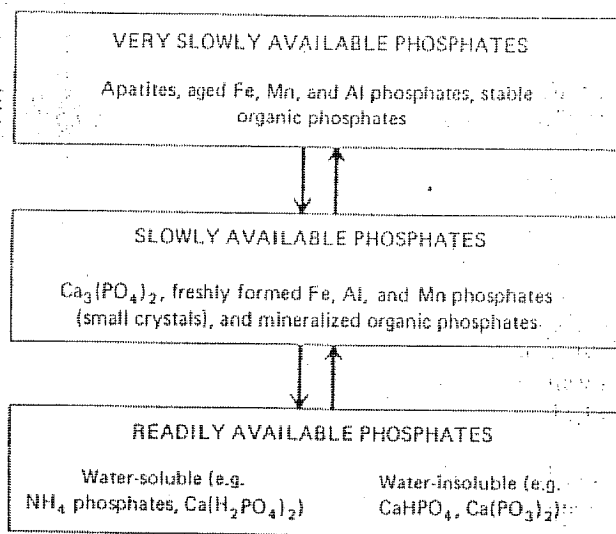 VERY SLOWLY AVAILABLE PHOSPHATES
Apatites, aged Fe, Mn, and Al phosphates, stable
organic phosphates
SLOWLY AVAILABLE PHOSPHATES
Ca₃(PO₄)₂, freshly formed Fe, Al, and Mn phosphates
(small crystals), and mineralized organic phosphates
READILY AVAILABLE PHOSPHATES
Water-soluble (e.g.
NH₄ phosphates, Ca(H₂PO₄)₂)
Water-insoluble (e.g.
CaHPO₄, Ca(PO₃)₂)